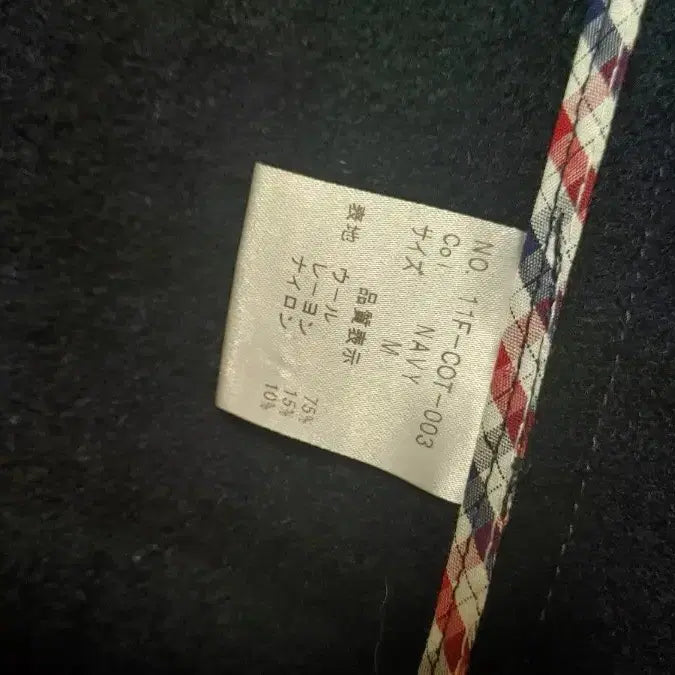 NO. 11F-COT-003
Col NAVY
サイズ M
品質表示
表地 ウール 75%
レーヨン 15%
ナイロン 10%